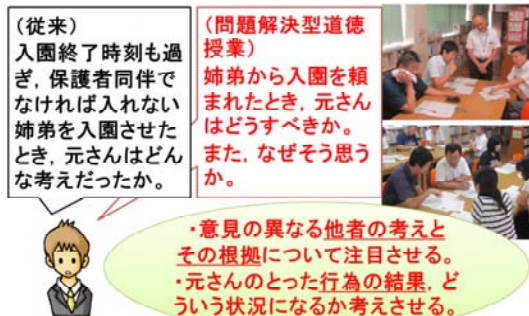 （従来）
入園終了時刻も過
ぎ，保護者同伴で
なければ入れない
姉弟を入園させた
とき，元さんはどん
な考えだったか。
（問題解決型道徳
授業）
姉弟から入園を頼
まれたとき，元さん
はどうすべきか。
また，なぜそう思う
か。
・意見の異なる他者の考えと
その根拠について注目させる。
・元さんのとった行為の結果，ど
ういう状況になるか考えさせる。